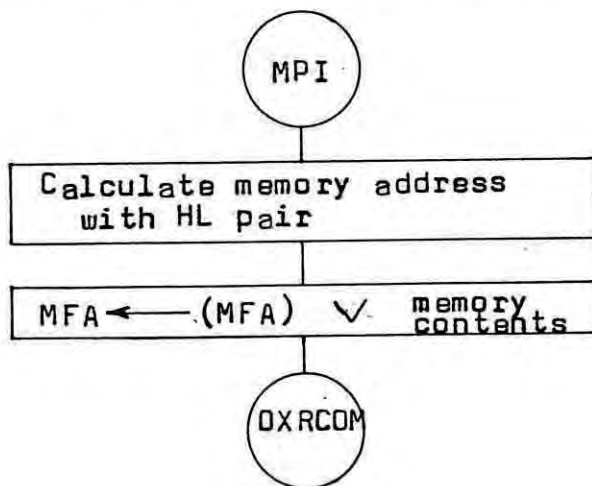 MPI
Calculate memory address
with HL pair
MFA ← (MFA) ∨ memory
contents
OXRCOM